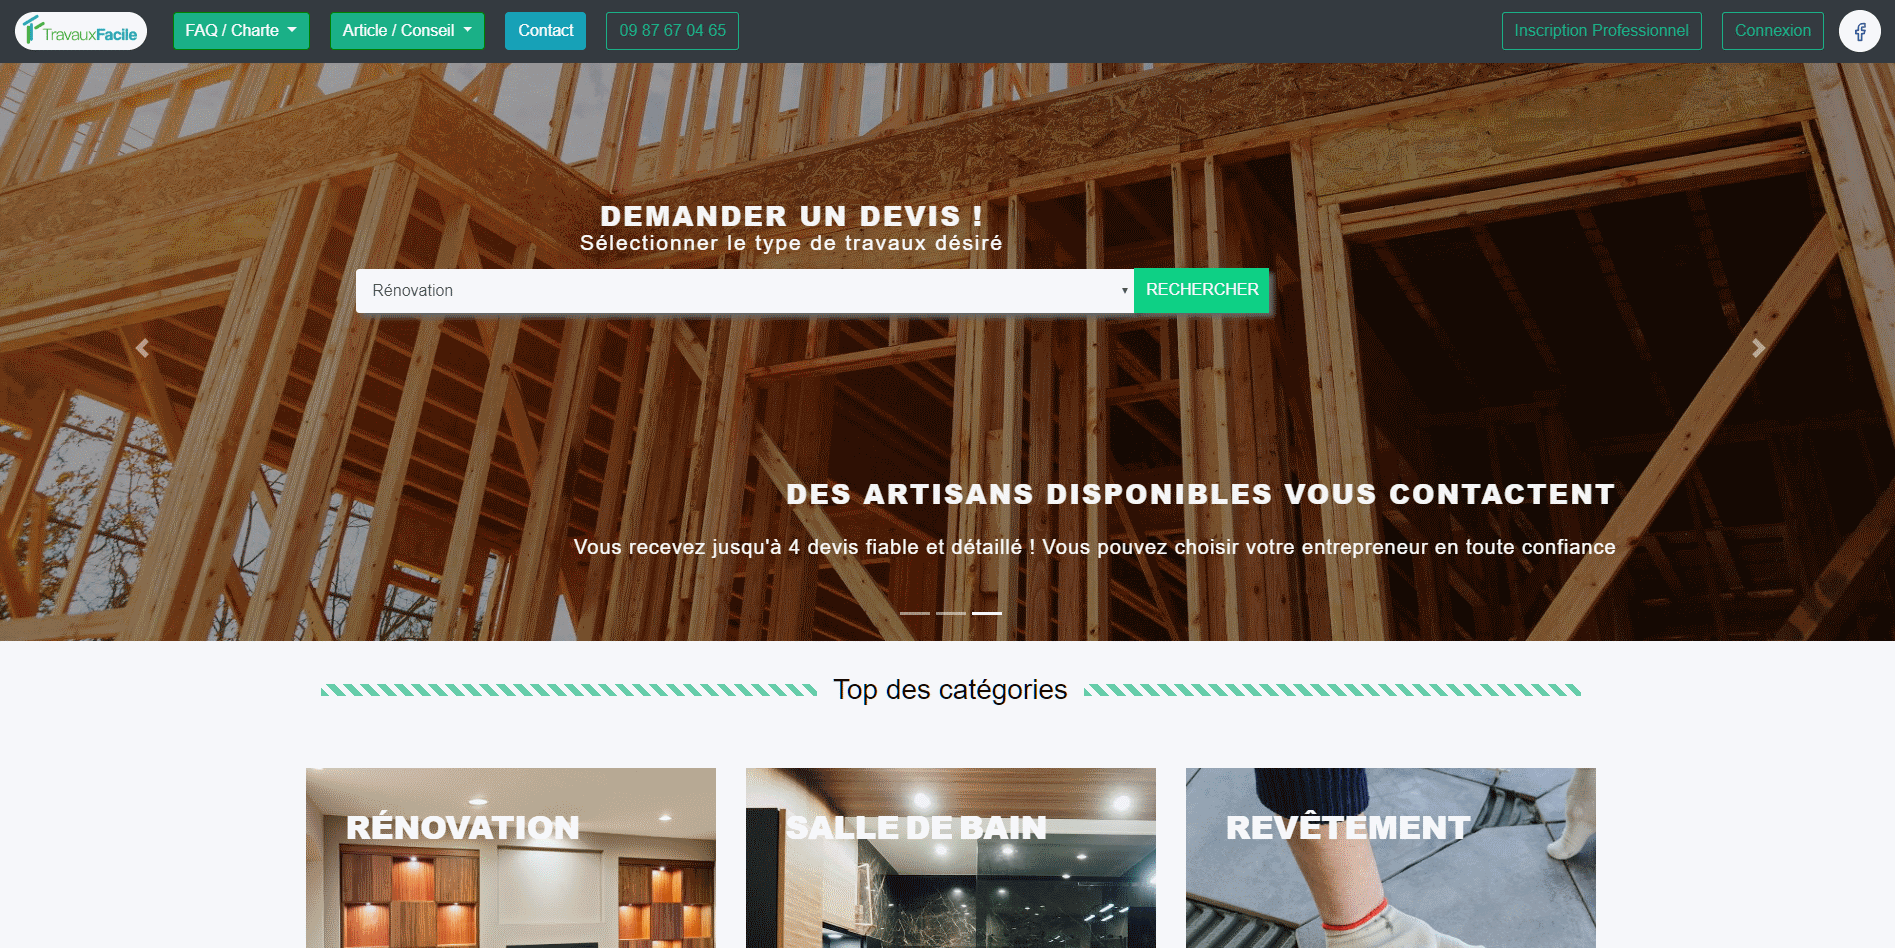 TravauxFacile
FAQ / Charte
Article / Conseil
Contact
09 87 67 04 65
Inscription Professionnel
Connexion
DEMANDER UN DEVIS !
Sélectionner le type de travaux désiré
Rénovation
RECHERCHER
DES ARTISANS DISPONIBLES VOUS CONTACTENT
Vous recevez jusqu'à 4 devis fiable et détaillé ! Vous pouvez choisir votre entrepreneur en toute confiance
Top des catégories
RÉNOVATION
SALLE DE BAIN
REVÊTEMENT